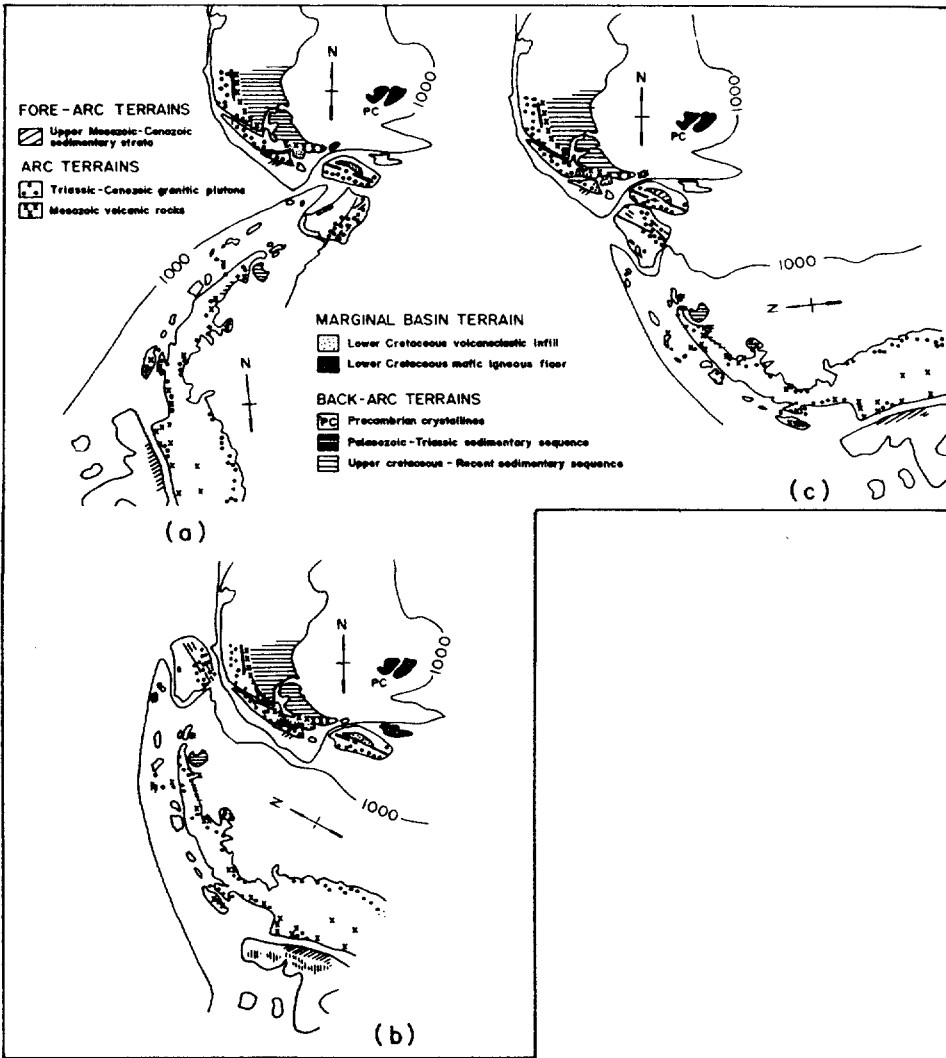 N
1000
PC
FORE-ARC TERRAINS
Upper Mesozoic-Cenozoic
sedimentary strata
ARC TERRAINS
Triassic-Cenozoic granitic plutons
Mesozoic volcanic rocks
1000
N
(a)
MARGINAL BASIN TERRAIN
Lower Cretaceous volcanoclastic infill
Lower Cretaceous mafic igneous floor
BACK-ARC TERRAINS
PC Precambrian crystallines
Palaeozoic-Triassic sedimentary sequence
Upper cretaceous-Recent sedimentary sequence
N
1000
PC
1000
N
(c)
N
1000
PC
1000
N
(b)